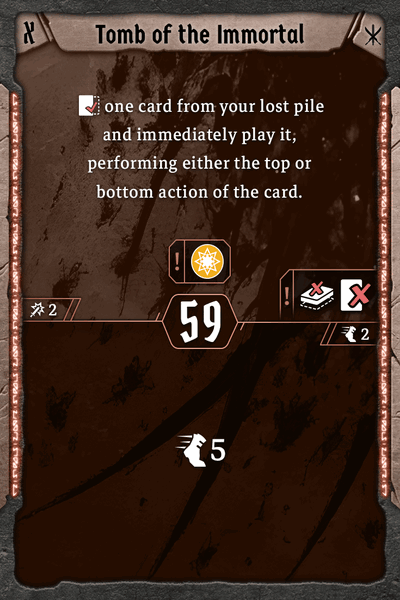 Tomb of the Immortal
one card from your lost pile
and immediately play it,
performing either the top or
bottom action of the card.
!
!
2
59
2
5